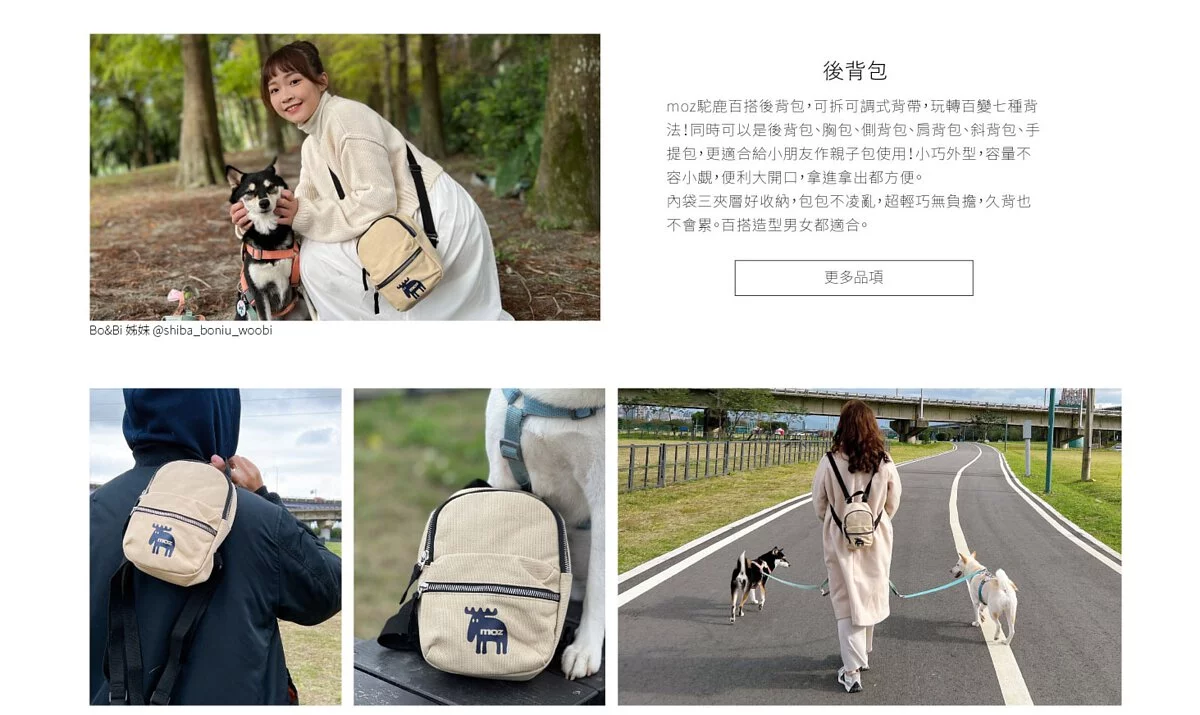 後背包
moz駝鹿百搭後背包，可拆可調式背帶，玩轉百變七種背
法！同時可以是後背包、胸包、側背包、肩背包、斜背包、手
提包，更適合給小朋友作親子包使用！小巧外型，容量不
容小覷，便利大開口，拿進拿出都方便。
內袋三夾層好收納，包包不凌亂，超輕巧無負擔，久背也
不會累。百搭造型男女都適合。
更多品項
Bo&Bi 姊妹 @shiba_boniu_woobi
moz
moz